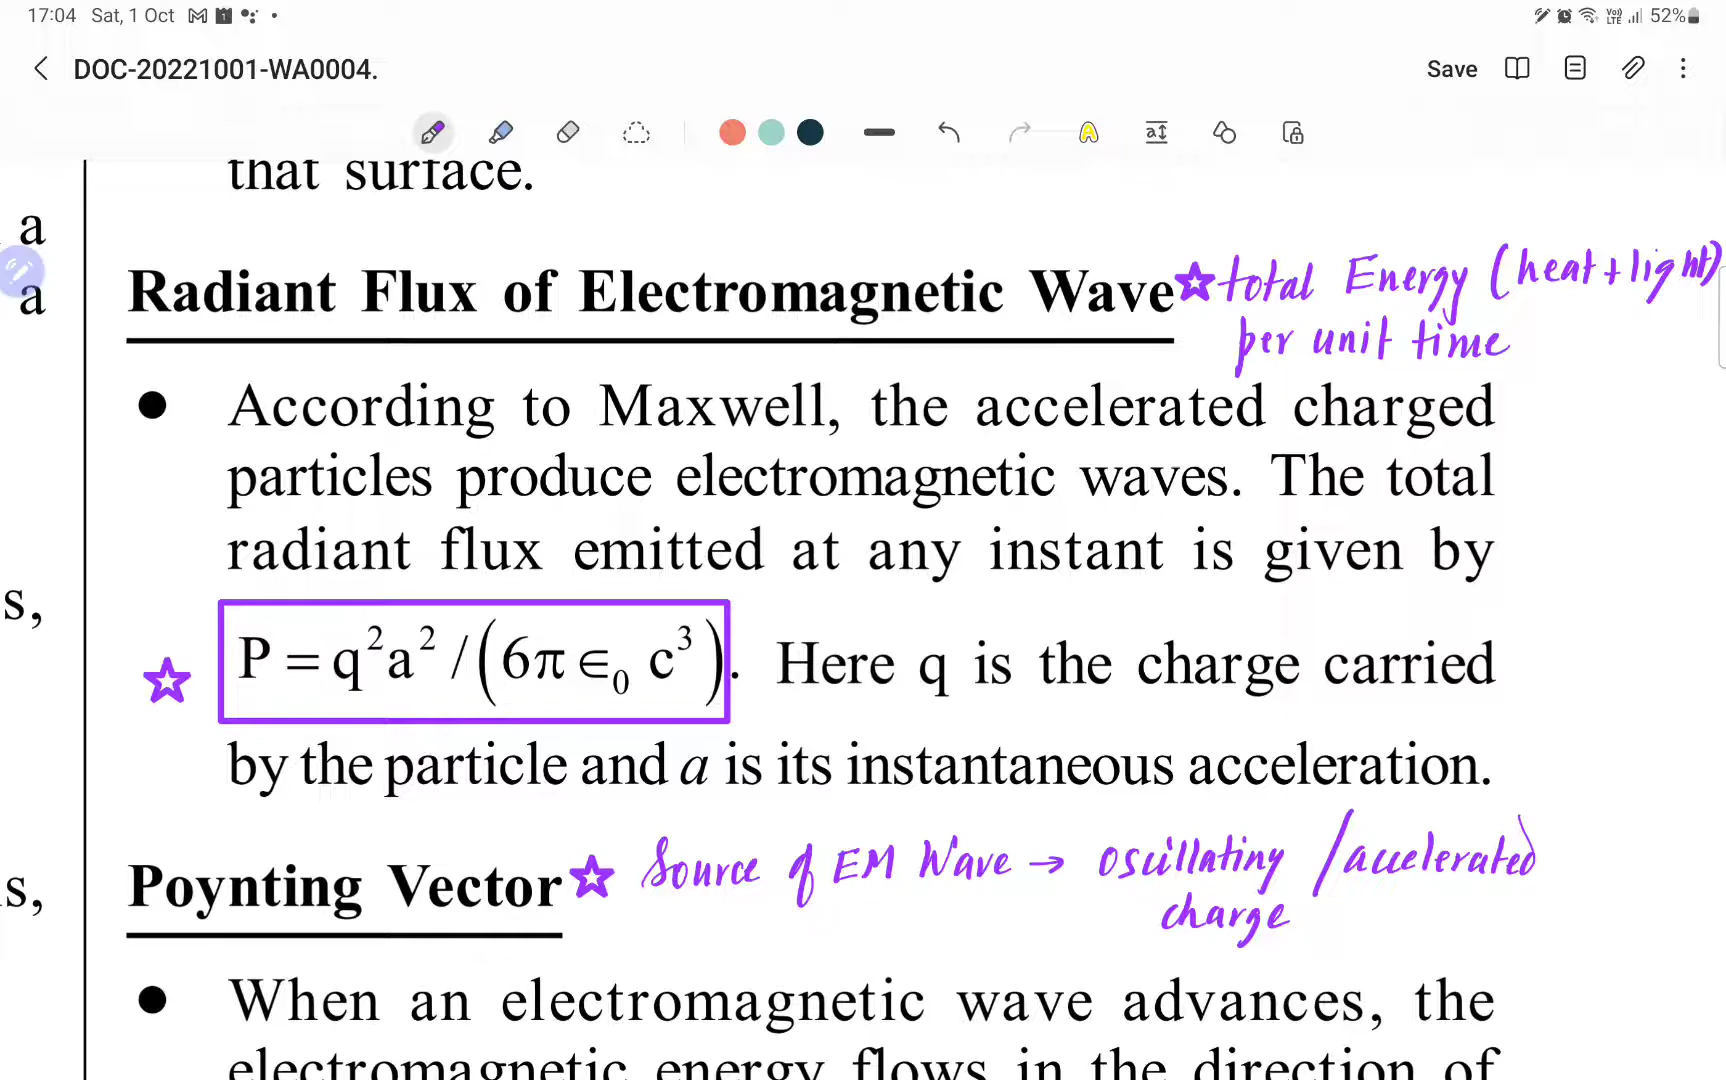 17:04 Sat, 1 Oct
52%
DOC-20221001-WA0004.
Save
that surface.
a
a
Radiant Flux of Electromagnetic Wave
total Energy (heat + light)
per unit time
According to Maxwell, the accelerated charged
particles produce electromagnetic waves. The total
radiant flux emitted at any instant is given by
s,
P = q²a² / (6π ∈₀ c³). Here q is the charge carried
by the particle and a is its instantaneous acceleration.
s,
Poynting Vector
Source of EM Wave → oscillating / accelerated
charge
When an electromagnetic wave advances, the
electromagnetic energy flows in the direction of